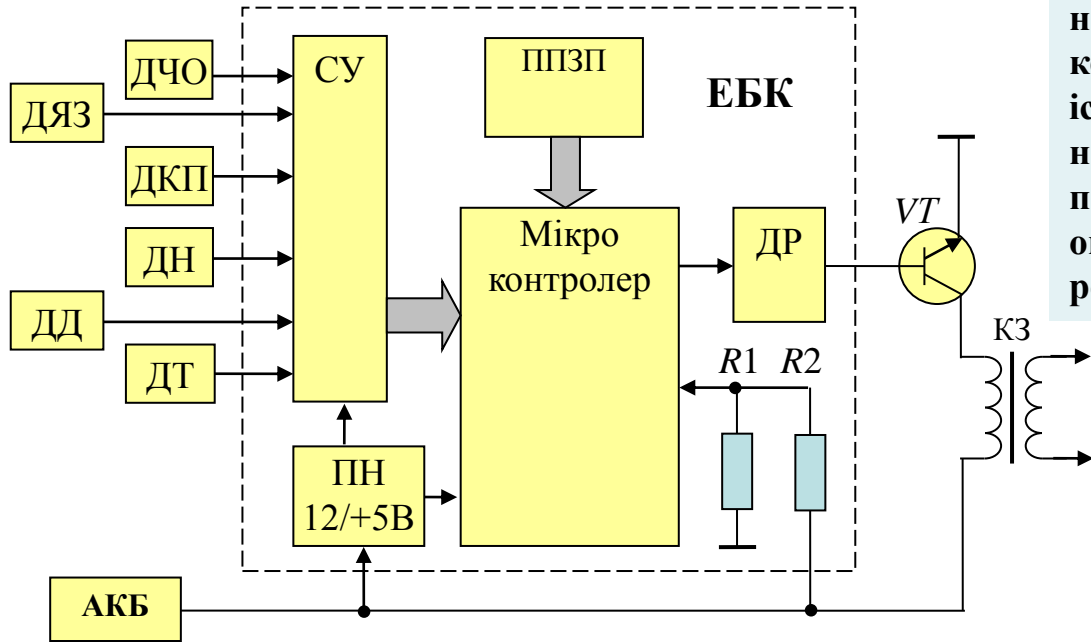 ДЧО
ДЯЗ
ДКП
ДН
ДД
ДТ
СУ
ППЗП
ЕБК
Мікро
контролер
ДР
VT
КЗ
R1
R2
ПН
12/+5В
АКБ